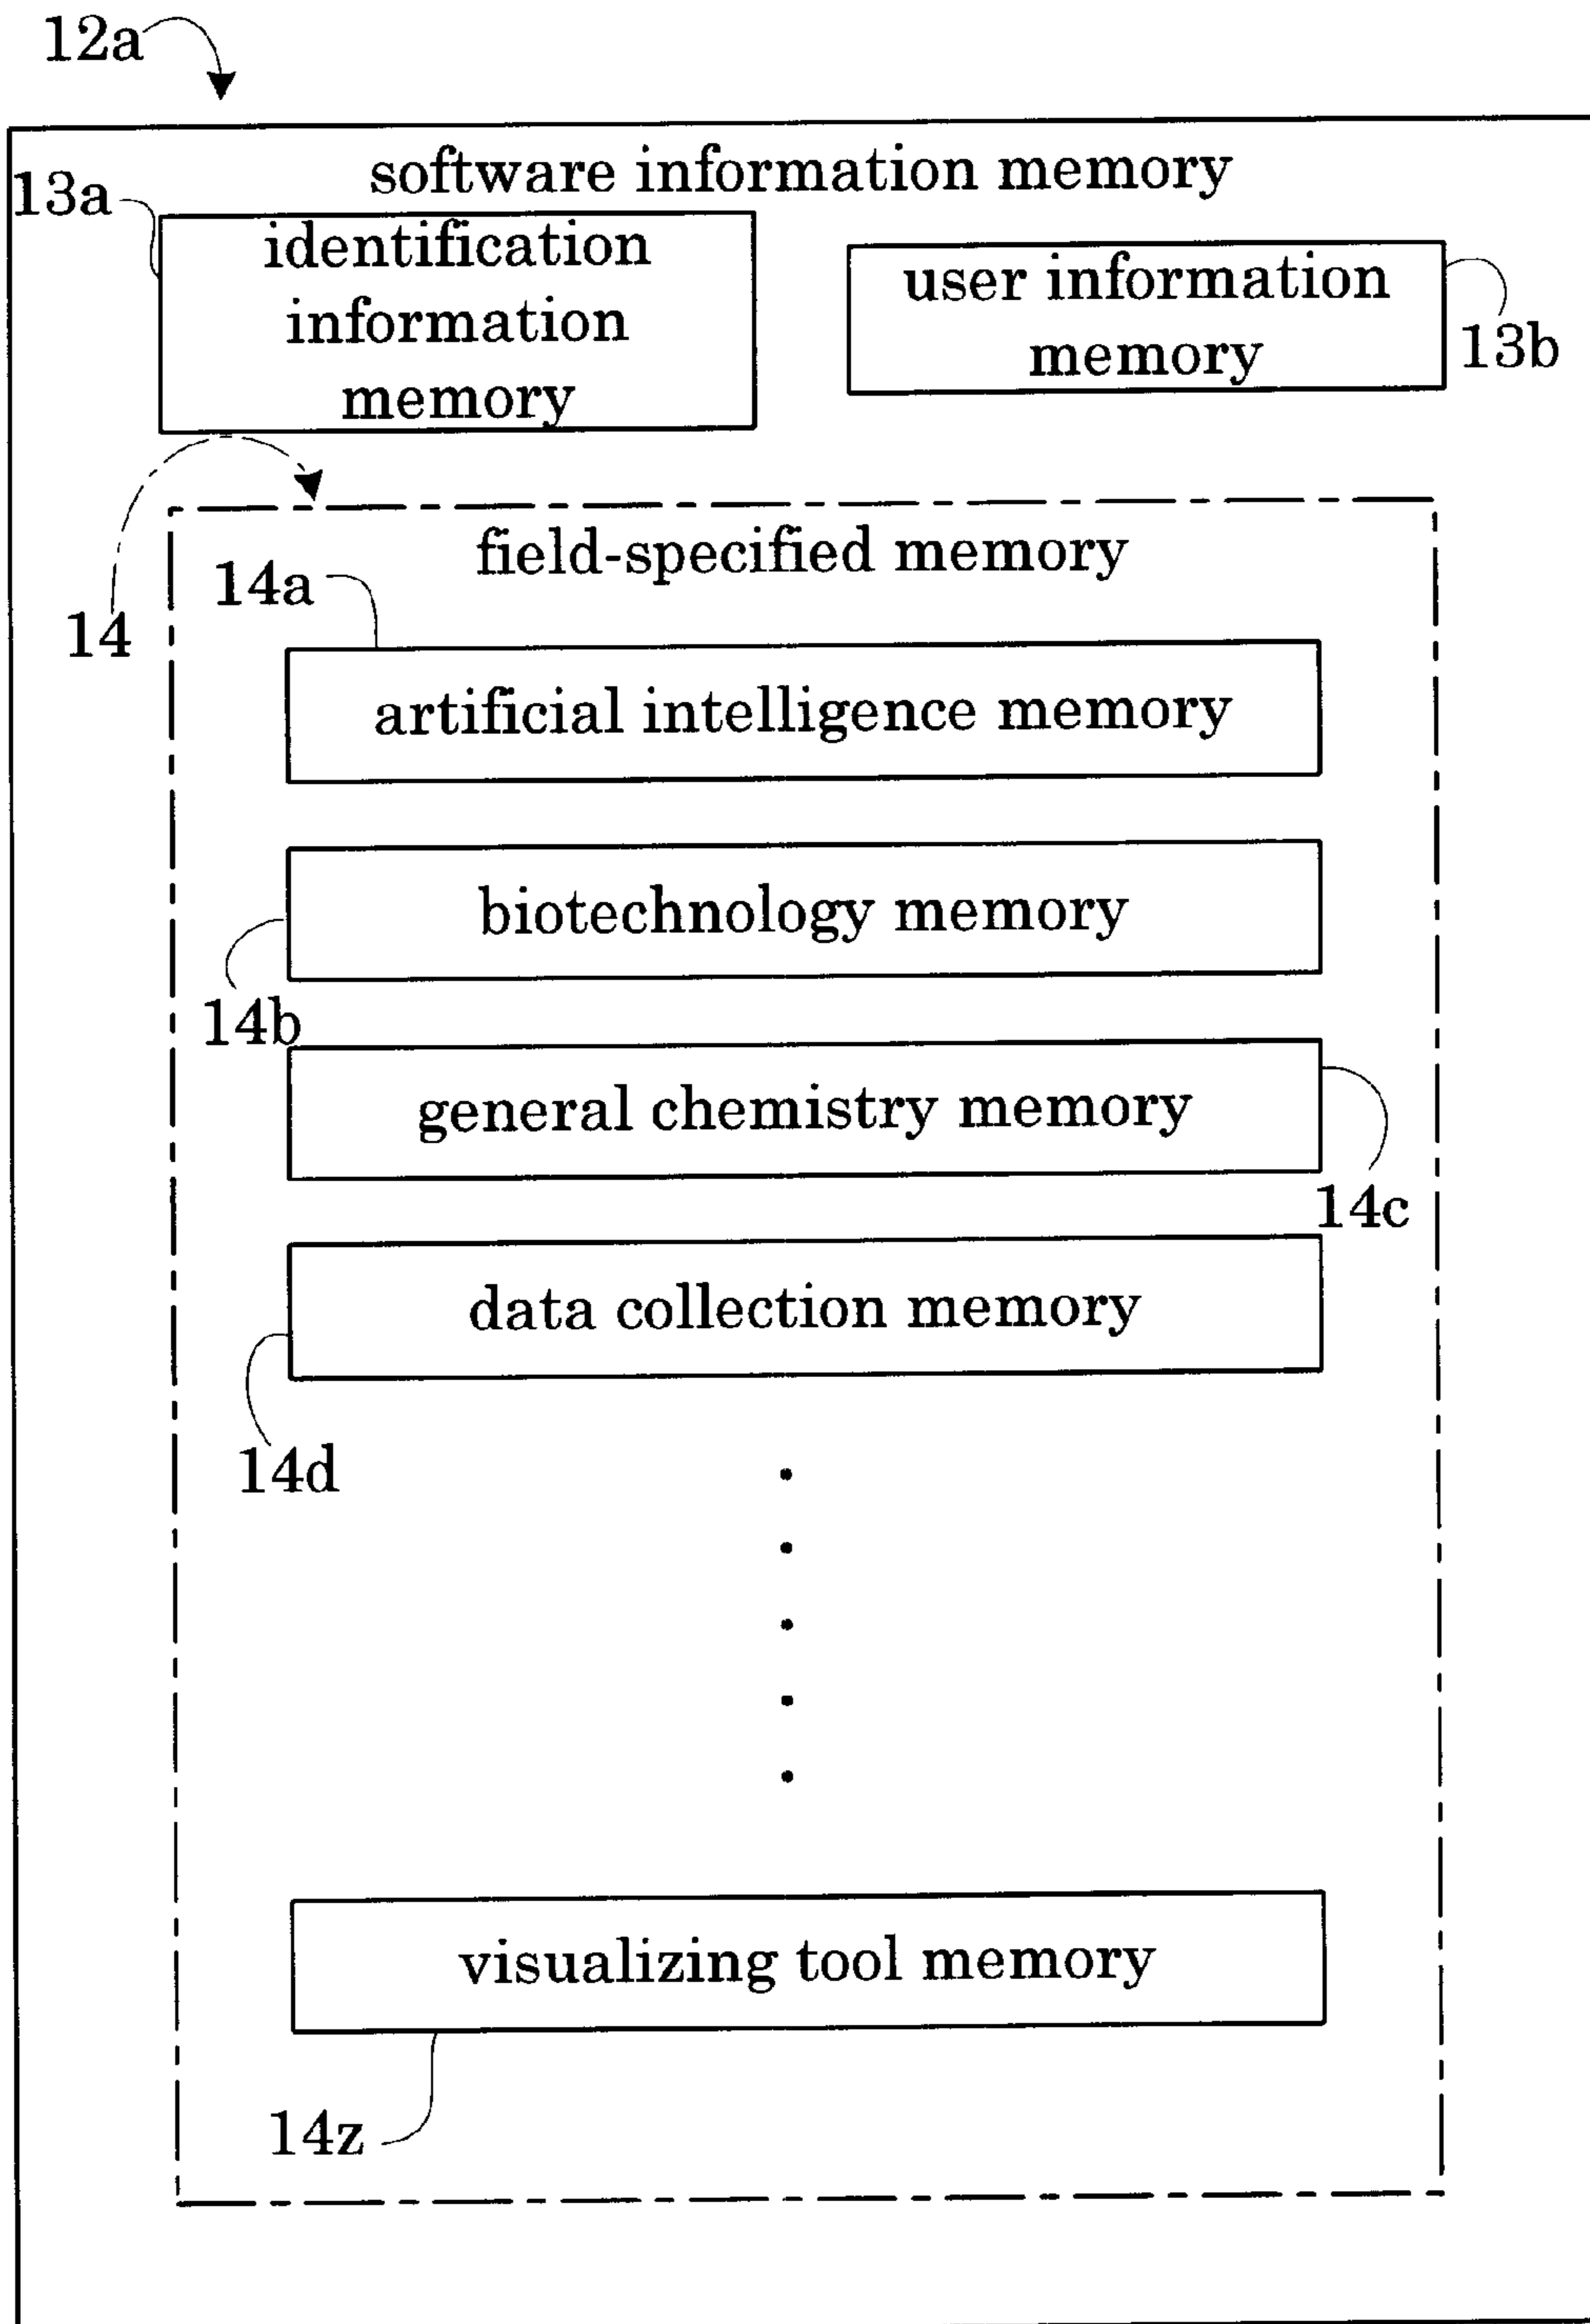 12a
software information memory
13a
identification
information
memory
user information
memory
13b
14
field-specified memory
14a
artificial intelligence memory
biotechnology memory
14b
general chemistry memory
14c
data collection memory
14d
visualizing tool memory
14z